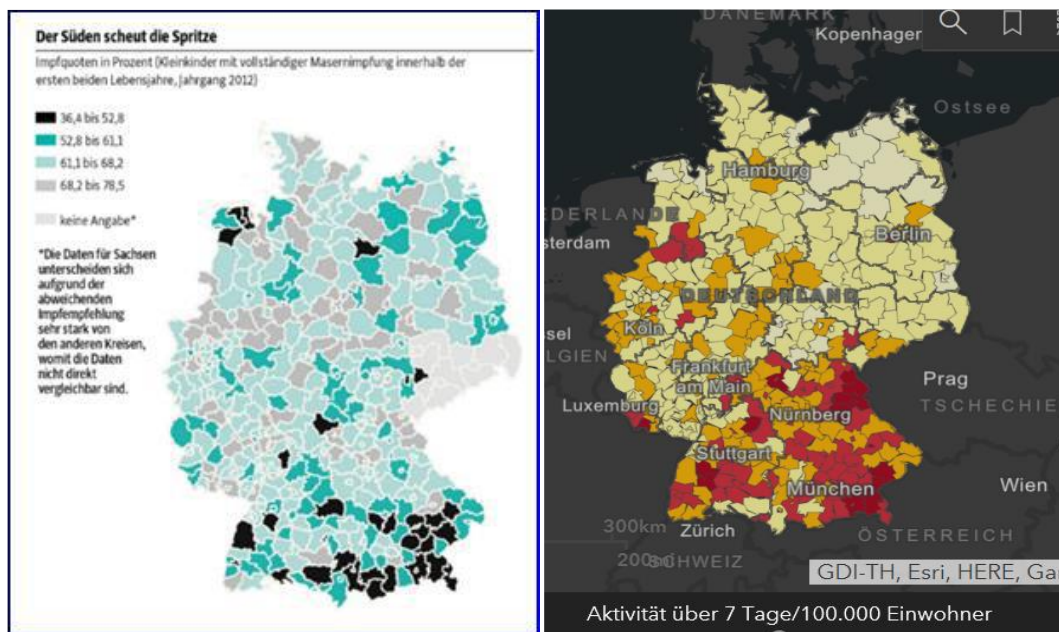 Der Süden scheut die Spritze
Impfquoten in Prozent (Kleinkinder mit vollständiger Masernimpfung innerhalb der
ersten beiden Lebensjahre, Jahrgang 2012)
36,4 bis 52,8
52,8 bis 61,1
61,1 bis 68,2
68,2 bis 78,5
keine Angabe*
*Die Daten für Sachsen
unterscheiden sich
aufgrund der
abweichenden
Impfempfehlung
sehr stark von
den anderen Kreisen,
womit die Daten
nicht direkt
vergleichbar sind.
DÄNEMARK
Kopenhagen
Ostsee
Hamburg
EDERLANDE
sterdam
Berlin
DEUTSCHLAND
Köln
sel
LGIEN
Frankfurt
am Main
Prag
Luxemburg
TSCHECHIE
Nürnberg
Stuttgart
Wien
München
300km
Zürich
ÖSTERREICH
200mi
SCHWEIZ
GDI-TH, Esri, HERE, Ga
Aktivität über 7 Tage/100.000 Einwohner